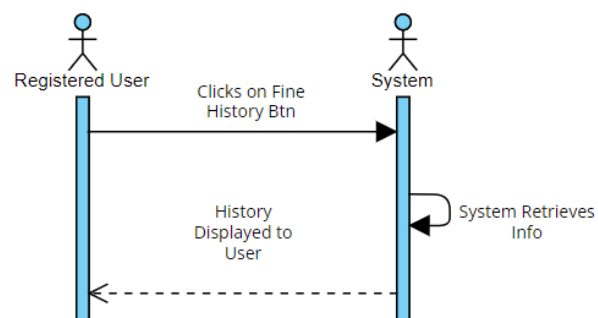 Registered User
System
Clicks on Fine
History Btn
System Retrieves
Info
History
Displayed to
User